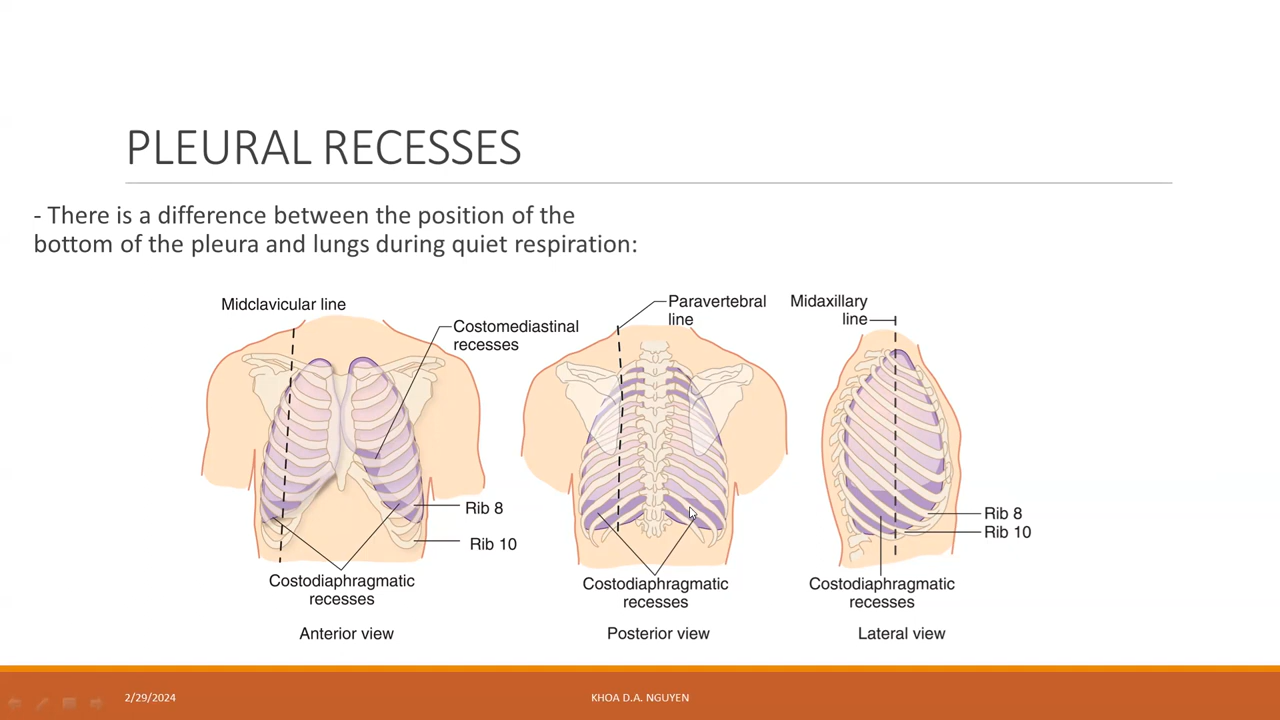 PLEURAL RECESSES
- There is a difference between the position of the
bottom of the pleura and lungs during quiet respiration:
Midclavicular line
Costomediastinal
recesses
Rib 8
Rib 10
Costodiaphragmatic
recesses
Anterior view
Paravertebral
line
Costodiaphragmatic
recesses
Posterior view
Midaxillary
line
Rib 8
Rib 10
Costodiaphragmatic
recesses
Lateral view
2/29/2024
KHOA D.A. NGUYEN